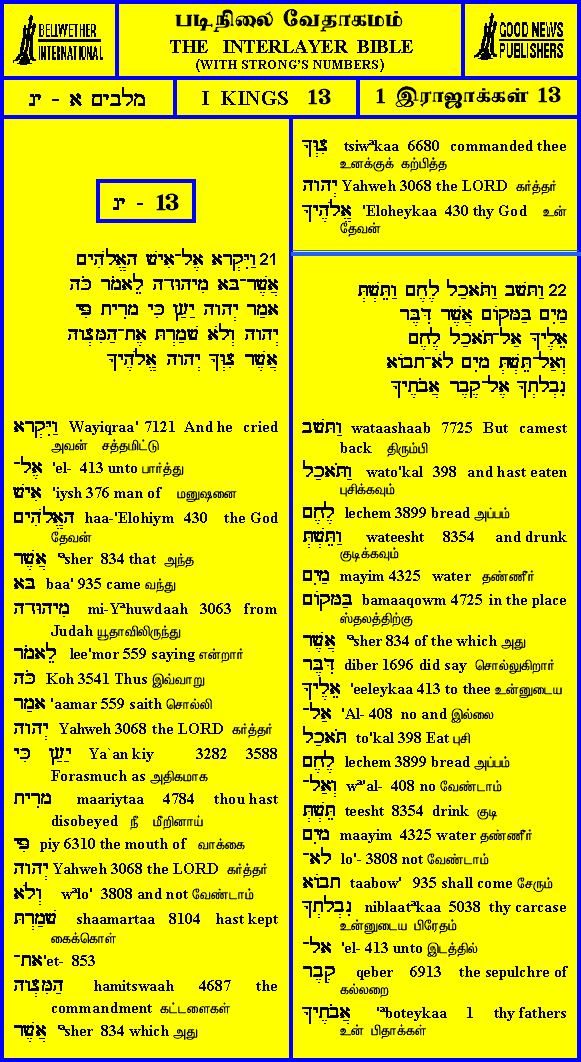 BELLWETHER
INTERNATIONAL
படிநிலை வேதாகமம்
THE INTERLAYER BIBLE
(WITH STRONG'S NUMBERS)
GOOD NEWS
PUBLISHERS
מלבים א - יג
I KINGS 13
1 இராஜாக்கள் 13
יג - 13
21 וַיִּקְרָא אֶל־אִישׁ הָאֱלֹהִים
אֲשֶׁר־בָּא מִיהוּדָה לֵאמֹר כֹּה
אָמַר יְהוָה יַעַן כִּי מָרִיתָ פִּי
יְהוָה וְלֹא שָׁמַרְתָּ אֶת־הַמִּצְוָה
אֲשֶׁר צִוְּךָ יְהוָה אֱלֹהֶיךָ
וַיִּקְרָא Wayiqraa' 7121 And he cried
அவன் சத்தமிட்டு
אֶל־ 'el- 413 unto பார்த்து
אִישׁ 'iysh 376 man of மனுஷனை
הָאֱלֹהִים haa-'Elohiym 430 the God
தேவன்
אֲשֶׁר ªsher 834 that அந்த
בָּא baa' 935 came வந்து
מִיהוּדָה mi-Yªhuwdaah 3063 from
Judah யூதாவிலிருந்து
לֵאמֹר lee'mor 559 saying என்றார்
כֹּה Koh 3541 Thus இவ்வாறு
אָמַר 'aamar 559 saith சொல்லி
יְהוָה Yahweh 3068 the LORD கர்த்தர்
יַעַן כִּי Ya`an kiy 3282 3588
Forasmuch as அதிகமாக
מָרִיתָ maariytaa 4784 thou hast
disobeyed நீ மீறினாய்
פִּי piy 6310 the mouth of வாக்கை
יְהוָה Yahweh 3068 the LORD கர்த்தர்
וְלֹא wªlo' 3808 and not வேண்டாம்
שָׁמַרְתָּ shaamartaa 8104 hast kept
கைக்கொள்
אֶת־ 'et- 853
הַמִּצְוָה hamitswaah 4687 the
commandment கட்டளைகள்
אֲשֶׁר ªsher 834 which அது
צִוְּךָ tsiwªkaa 6680 commanded thee
உனக்குக் கற்பித்த
יְהוָה Yahweh 3068 the LORD கர்த்தர்
אֱלֹהֶיךָ 'Eloheykaa 430 thy God உன்
தேவன்
22 וַתָּשָׁב וַתֹּאכַל לֶחֶם וַתֵּשְׁתְּ
מַיִם בַּמָּקוֹם אֲשֶׁר דִּבֶּר
אֵלֶיךָ אַל־תֹּאכַל לֶחֶם
וְאַל־תֵּשְׁתְּ מָיִם לֹא־תָבוֹא
נִבְלָתְךָ אֶל־קֶבֶר אֲבֹתֶיךָ
וַתָּשָׁב wataashaab 7725 But camest
back திரும்பி
וַתֹּאכַל wato'kal 398 and hast eaten
புசிக்கவும்
לֶחֶם lechem 3899 bread அப்பம்
וַתֵּשְׁתְּ wateesht 8354 and drunk
குடிக்கவும்
מַיִם mayim 4325 water தண்ணீர்
בַּמָּקוֹם bamaaqowm 4725 in the place
ஸ்தலத்திற்கு
אֲשֶׁר ªsher 834 of the which அது
דִּבֶּר diber 1696 did say சொல்லுகிறார்
אֵלֶיךָ 'eeleykaa 413 to thee உன்னுடைய
אַל־ 'Al- 408 no and இல்லை
תֹּאכַל to'kal 398 Eat புசி
לֶחֶם lechem 3899 bread அப்பம்
וְאַל־ wª'al- 408 no வேண்டாம்
תֵּשְׁתְּ teesht 8354 drink குடி
מָיִם maayim 4325 water தண்ணீர்
לֹא־ lo'- 3808 not வேண்டாம்
תָבוֹא taabow' 935 shall come சேரும்
נִבְלָתְךָ niblaatªkaa 5038 thy carcase
உன்னுடைய பிரேதம்
אֶל־ 'el- 413 unto இடத்தில்
קֶבֶר qeber 6913 the sepulchre of
கல்லறை
אֲבֹתֶיךָ 'ªboteykaa 1 thy fathers
உன் பிதாக்கள்